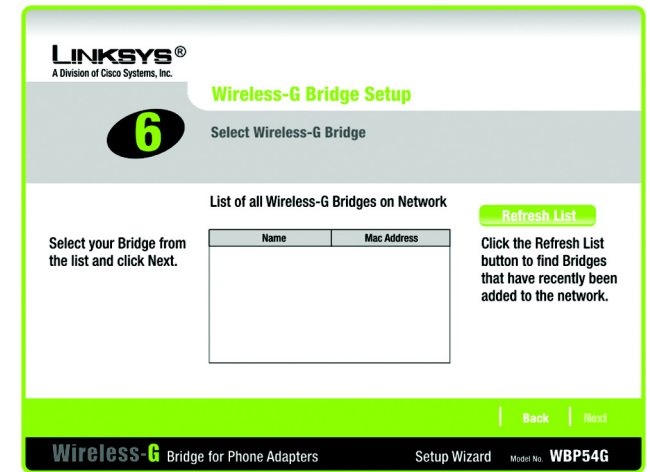 LINKSYS®
A Division of Cisco Systems, Inc.
Wireless-G Bridge Setup
6
Select Wireless-G Bridge
List of all Wireless-G Bridges on Network
Select your Bridge from
the list and click Next.
Name Mac Address
Refresh List
Click the Refresh List
button to find Bridges
that have recently been
added to the network.
Back Next
Wireless-G Bridge for Phone Adapters Setup Wizard Model No. WBP54G